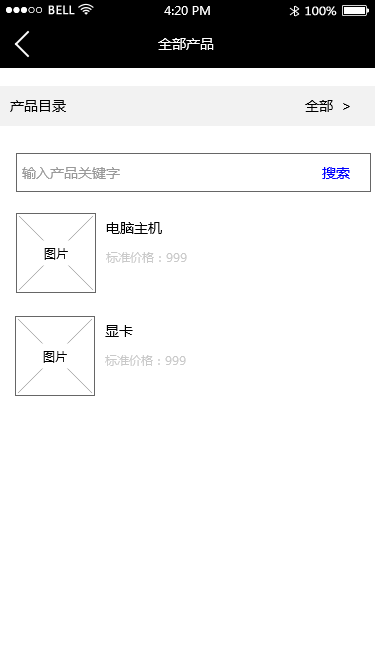 BELL 4:20 PM 100%
全部产品
产品目录 全部 >
输入产品关键字 搜索
图片
电脑主机
标准价格：999
图片
显卡
标准价格：999